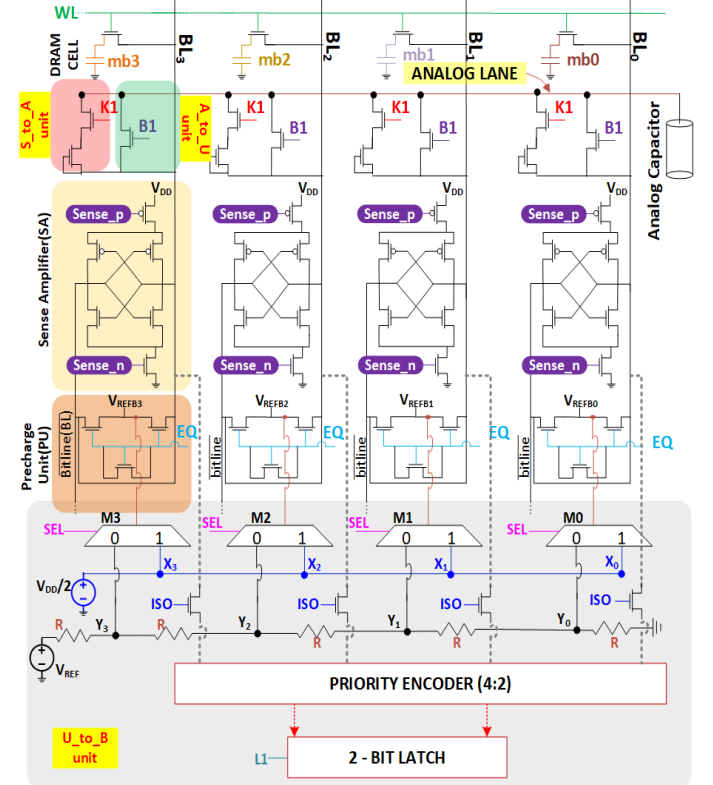 WL
DRAM
CELL
mb3
BL3
mb2
BL2
mb1
BL1
mb0
BL0
ANALOG LANE
S_to_A
unit
K1
B1
A_to_U
unit
K1
B1
K1
B1
K1
B1
Analog Capacitor
Sense Amplifier(SA)
VDD
VDD
VDD
VDD
Sense_p
Sense_p
Sense_p
Sense_p
Sense_n
Sense_n
Sense_n
Sense_n
Precharge
Unit(PU)
Bitline(BL)
VREFB3
EQ
bitline
VREFB2
EQ
bitline
VREFB1
EQ
bitline
VREFB0
EQ
SEL
M3
0 1
SEL
M2
0 1
SEL
M1
0 1
SEL
M0
0 1
X3
X2
X1
X0
VDD/2
ISO
ISO
ISO
ISO
R
Y3
R
Y2
R
Y1
R
Y0
R
VREF
PRIORITY ENCODER (4:2)
U_to_B
unit
L1
2 - BIT LATCH